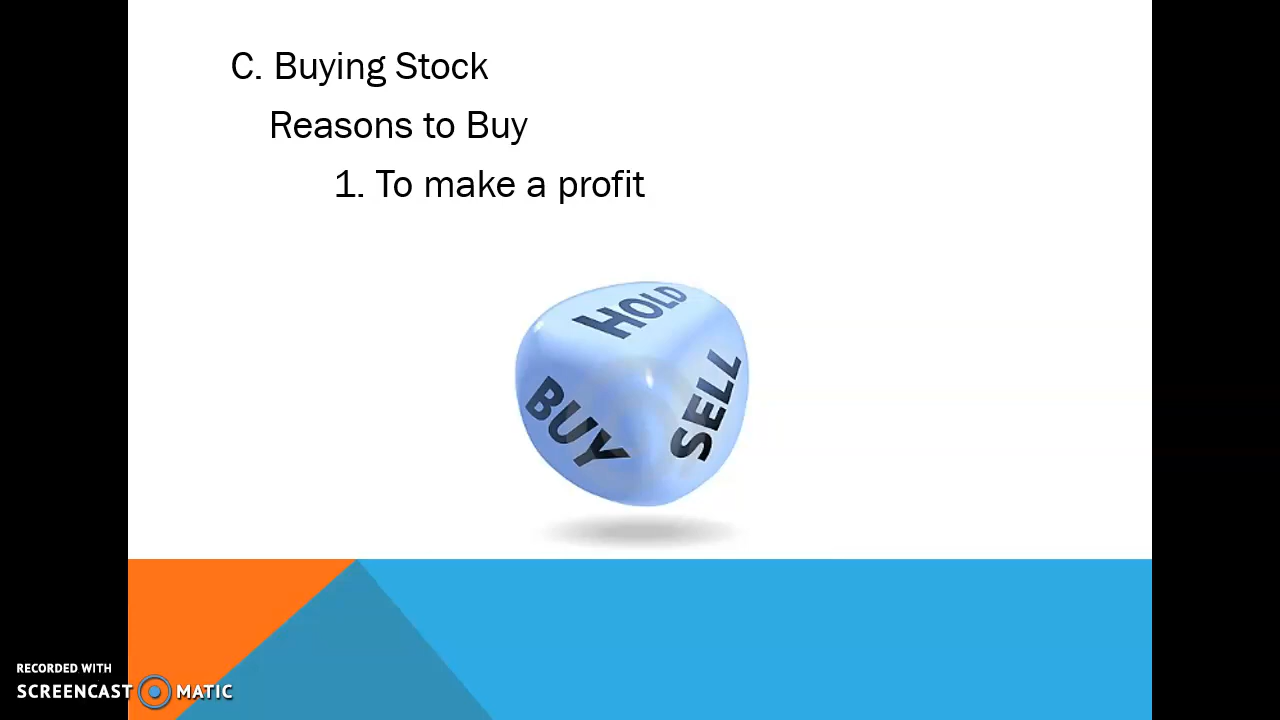 C. Buying Stock
Reasons to Buy
1. To make a profit
HOLD
BUY
SELL
RECORDED WITH
SCREENCAST MATIC